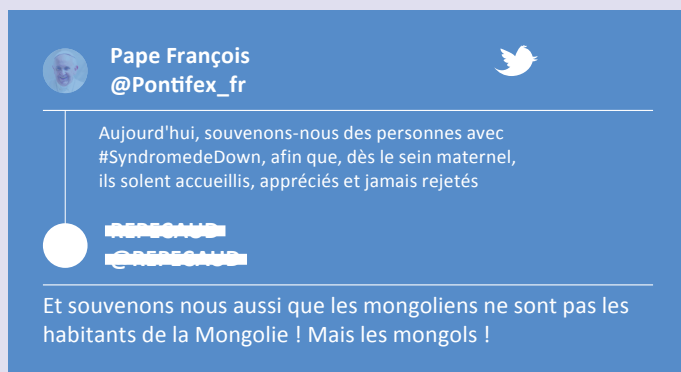 Pape François
@Pontifex_fr
Aujourd'hui, souvenons-nous des personnes avec
#SyndromedeDown, afin que, dès le sein maternel,
ils solent accueillis, appréciés et jamais rejetés
Et souvenons nous aussi que les mongoliens ne sont pas les
habitants de la Mongolie ! Mais les mongols !